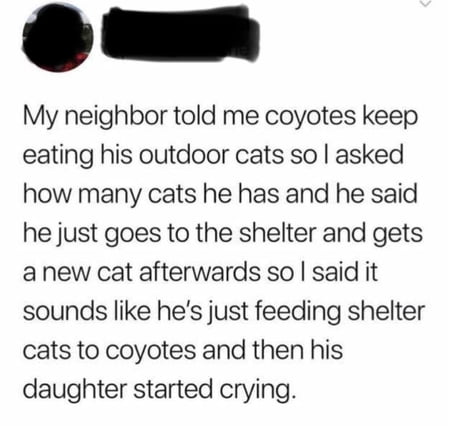 My neighbor told me coyotes keep
eating his outdoor cats so I asked
how many cats he has and he said
he just goes to the shelter and gets
a new cat afterwards so I said it
sounds like he's just feeding shelter
cats to coyotes and then his
daughter started crying.